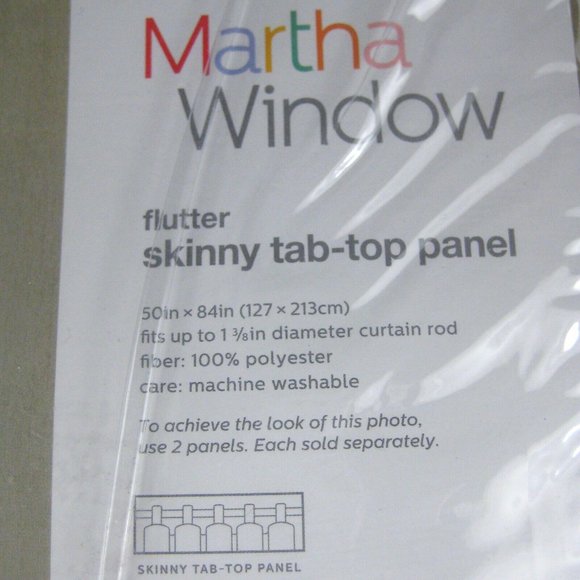 Martha
Window
flutter
skinny tab-top panel
50in × 84in (127 × 213cm)
fits up to 1 ⅜in diameter curtain rod
fiber: 100% polyester
care: machine washable
To achieve the look of this photo,
use 2 panels. Each sold separately.
SKINNY TAB-TOP PANEL